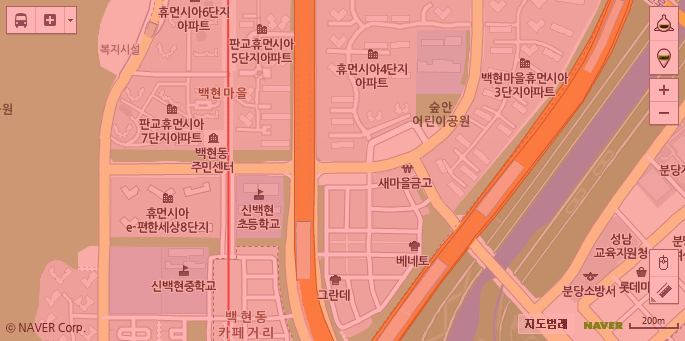 휴먼시아6단지
아파트
복지시설
판교휴먼시아
5단지아파트
휴먼시아4단지
아파트
백현마을휴먼시아
3단지아파트
백현마을
숲안
어린이공원
원
판교휴먼시아
7단지아파트
백현동
주민센터
새마을금고
분당
휴먼시아
e-편한세상8단지
신백현
초등학교
성남
교육지원청
베네토
신백현중학교
그란데
분당소방서
롯데마
백현동
카페거리
© NAVER Corp.
지도범례
NAVER
200m